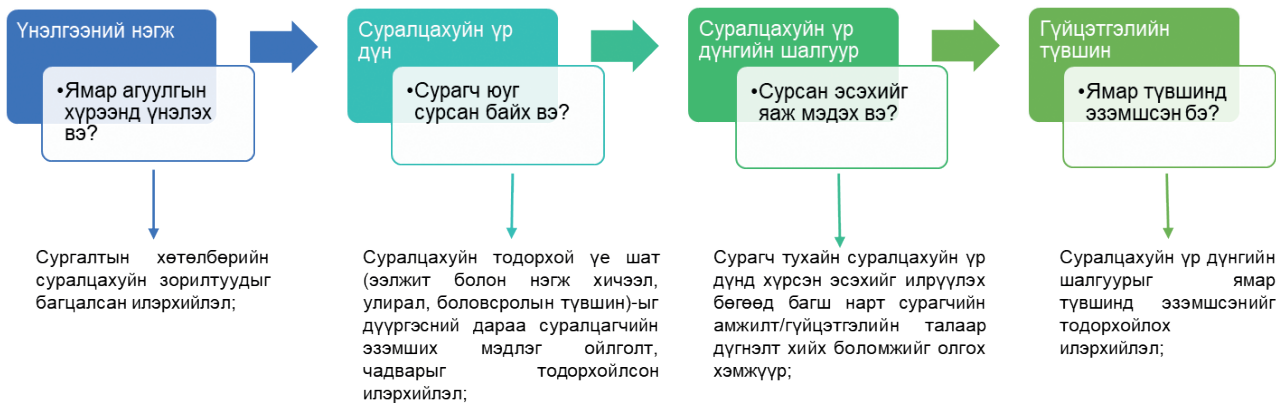 Үнэлгээний нэгж
•Ямар агуулгын
хүрээнд үнэлэх
вэ?
Сургалтын хөтөлбөрийн
суралцахуйн зорилтуудыг
багцалсан илэрхийлэл;
Суралцахуйн үр
дүн
•Сурагч юуг
сурсан байх вэ?
Суралцахуйн тодорхой үе шат
(ээлжит болон нэгж хичээл,
улирал, боловсролын түвшин)-ыг
дүүргэсний дараа суралцагчийн
эзэмших мэдлэг ойлголт,
чадварыг тодорхойлсон
илэрхийлэл;
Суралцахуйн үр
дүнгийн шалгуур
•Сурсан эсэхийг
яаж мэдэх вэ?
Сурагч тухайн суралцахуйн үр
дүнд хүрсэн эсэхийг илрүүлэх
бөгөөд багш нарт сурагчийн
амжилт/гүйцэтгэлийн талаар
дүгнэлт хийх боломжийг олгох
хэмжүүр;
Гүйцэтгэлийн
түвшин
•Ямар түвшинд
эзэмшсэн бэ?
Суралцахуйн үр дүнгийн
шалгуурыг ямар
түвшинд эзэмшсэнийг
тодорхойлох
илэрхийлэл;